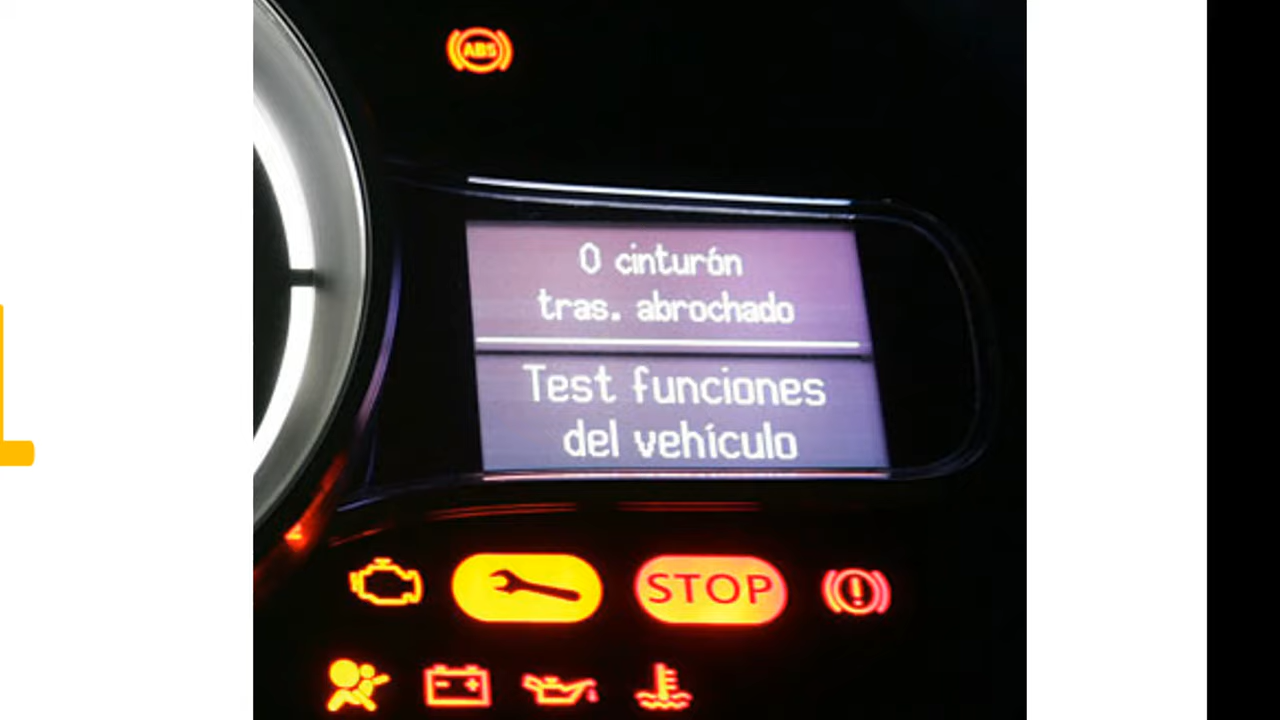 ABS
0 cinturón
tras. abrochado
Test funciones
del vehículo
STOP